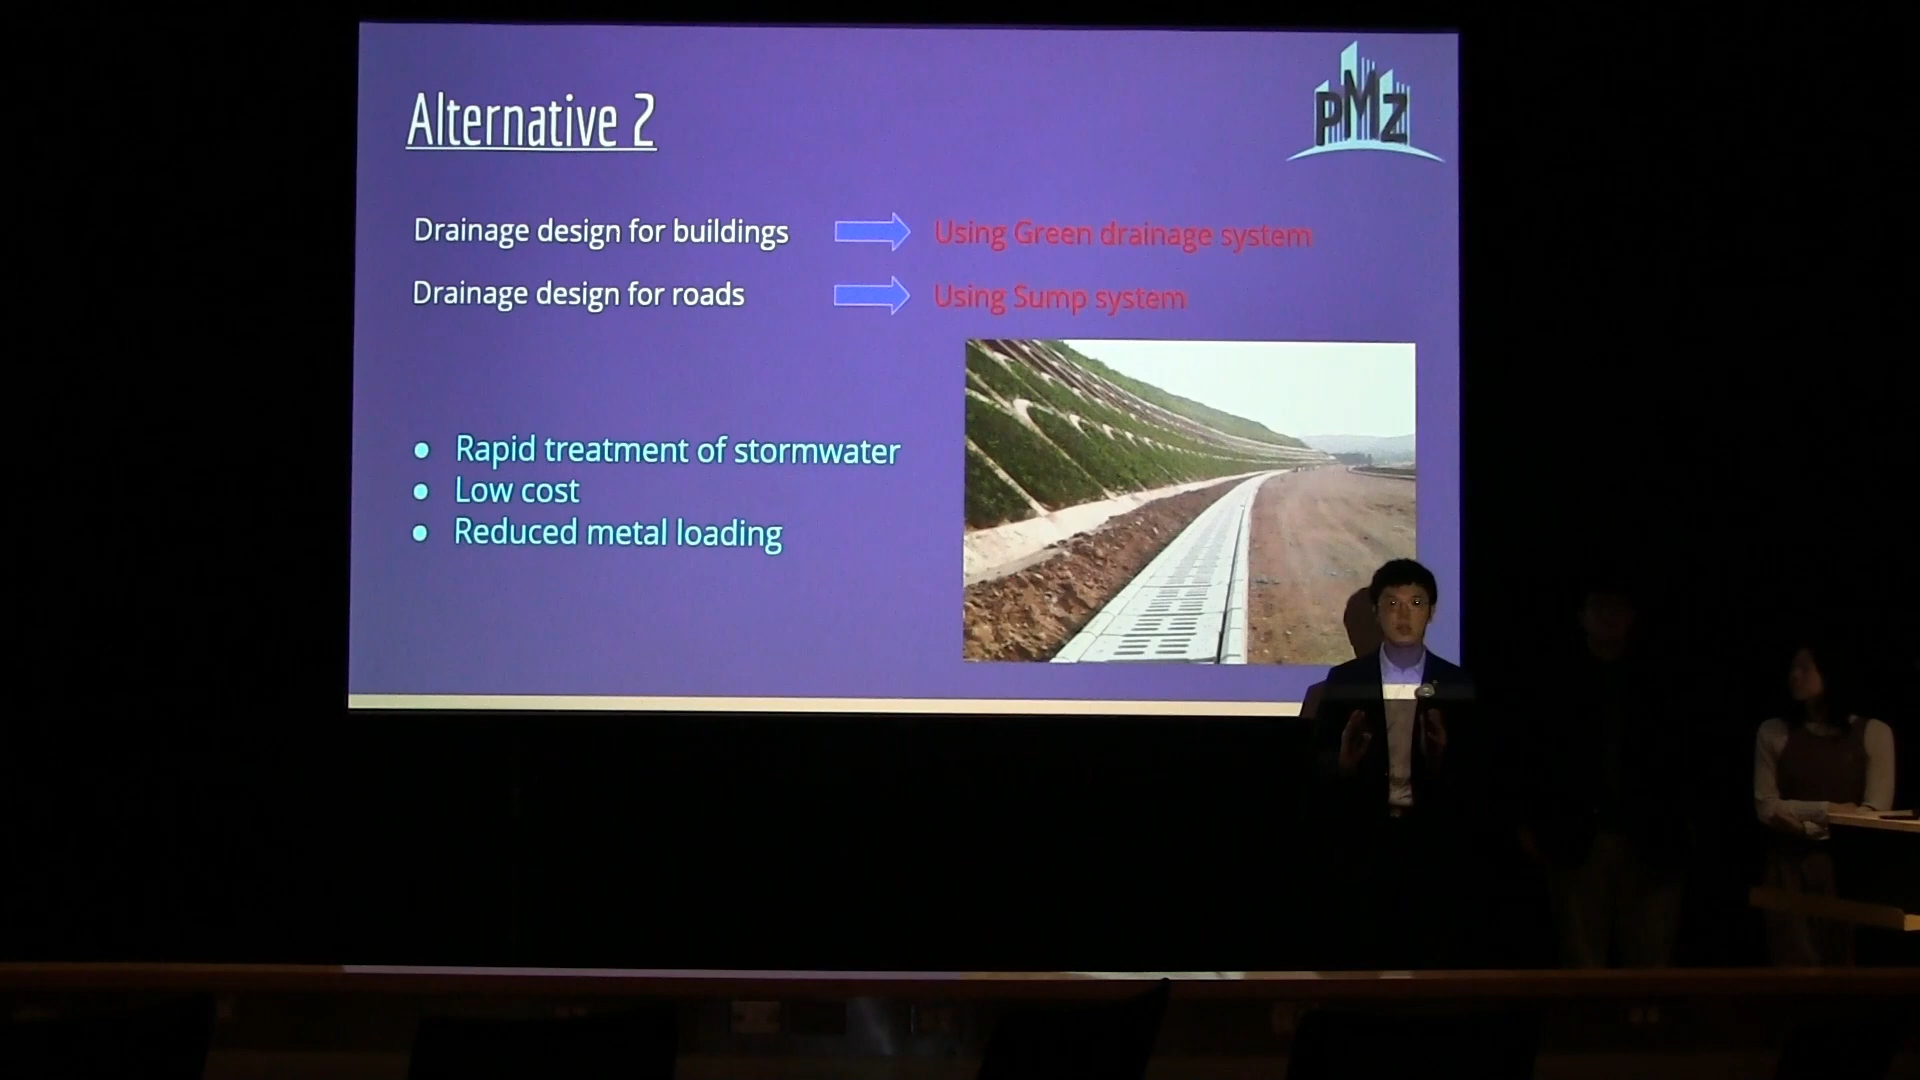 Alternative 2
PMZ
Drainage design for buildings
Using Green drainage system
Drainage design for roads
Using Sump system
Rapid treatment of stormwater
Low cost
Reduced metal loading